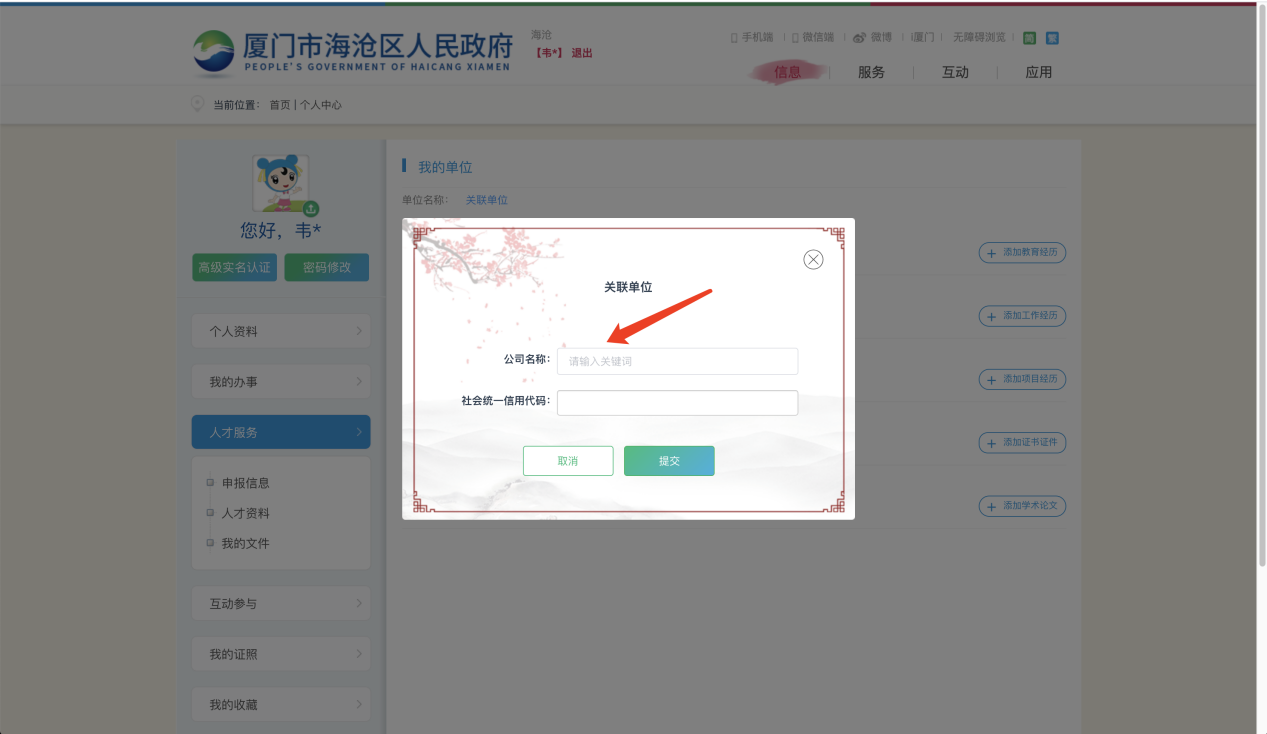 厦门市海沧区人民政府
PEOPLE'S GOVERNMENT OF HAICANG XIAMEN
海沧
【韦*】 退出
手机端 微信端 微博 i厦门 无障碍浏览 简 繁
信息 服务 互动 应用
当前位置： 首页 | 个人中心
您好，韦*
高级实名认证 密码修改
个人资料
我的办事
人才服务
申报信息
人才资料
我的文件
互动参与
我的证照
我的收藏
我的单位
单位名称： 关联单位
添加教育经历
添加工作经历
添加项目经历
添加证书证件
添加学术论文
关联单位
公司名称： 请输入关键词
社会统一信用代码：
取消 提交